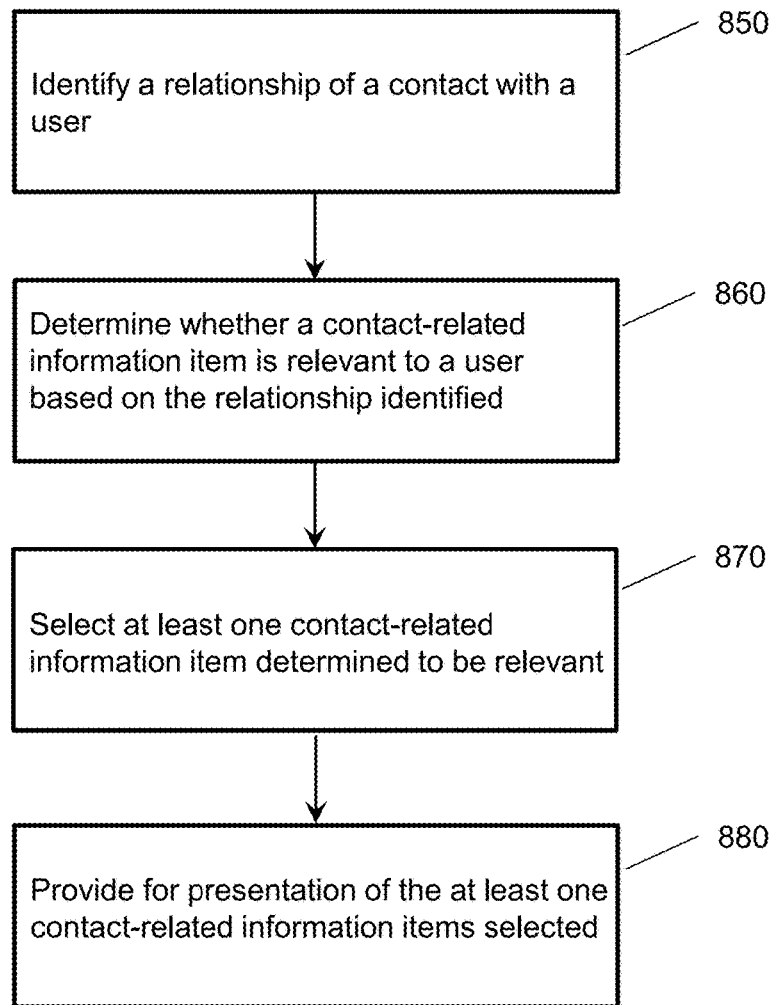 850
Identify a relationship of a contact with a
user
860
Determine whether a contact-related
information item is relevant to a user
based on the relationship identified
870
Select at least one contact-related
information item determined to be relevant
880
Provide for presentation of the at least one
contact-related information items selected